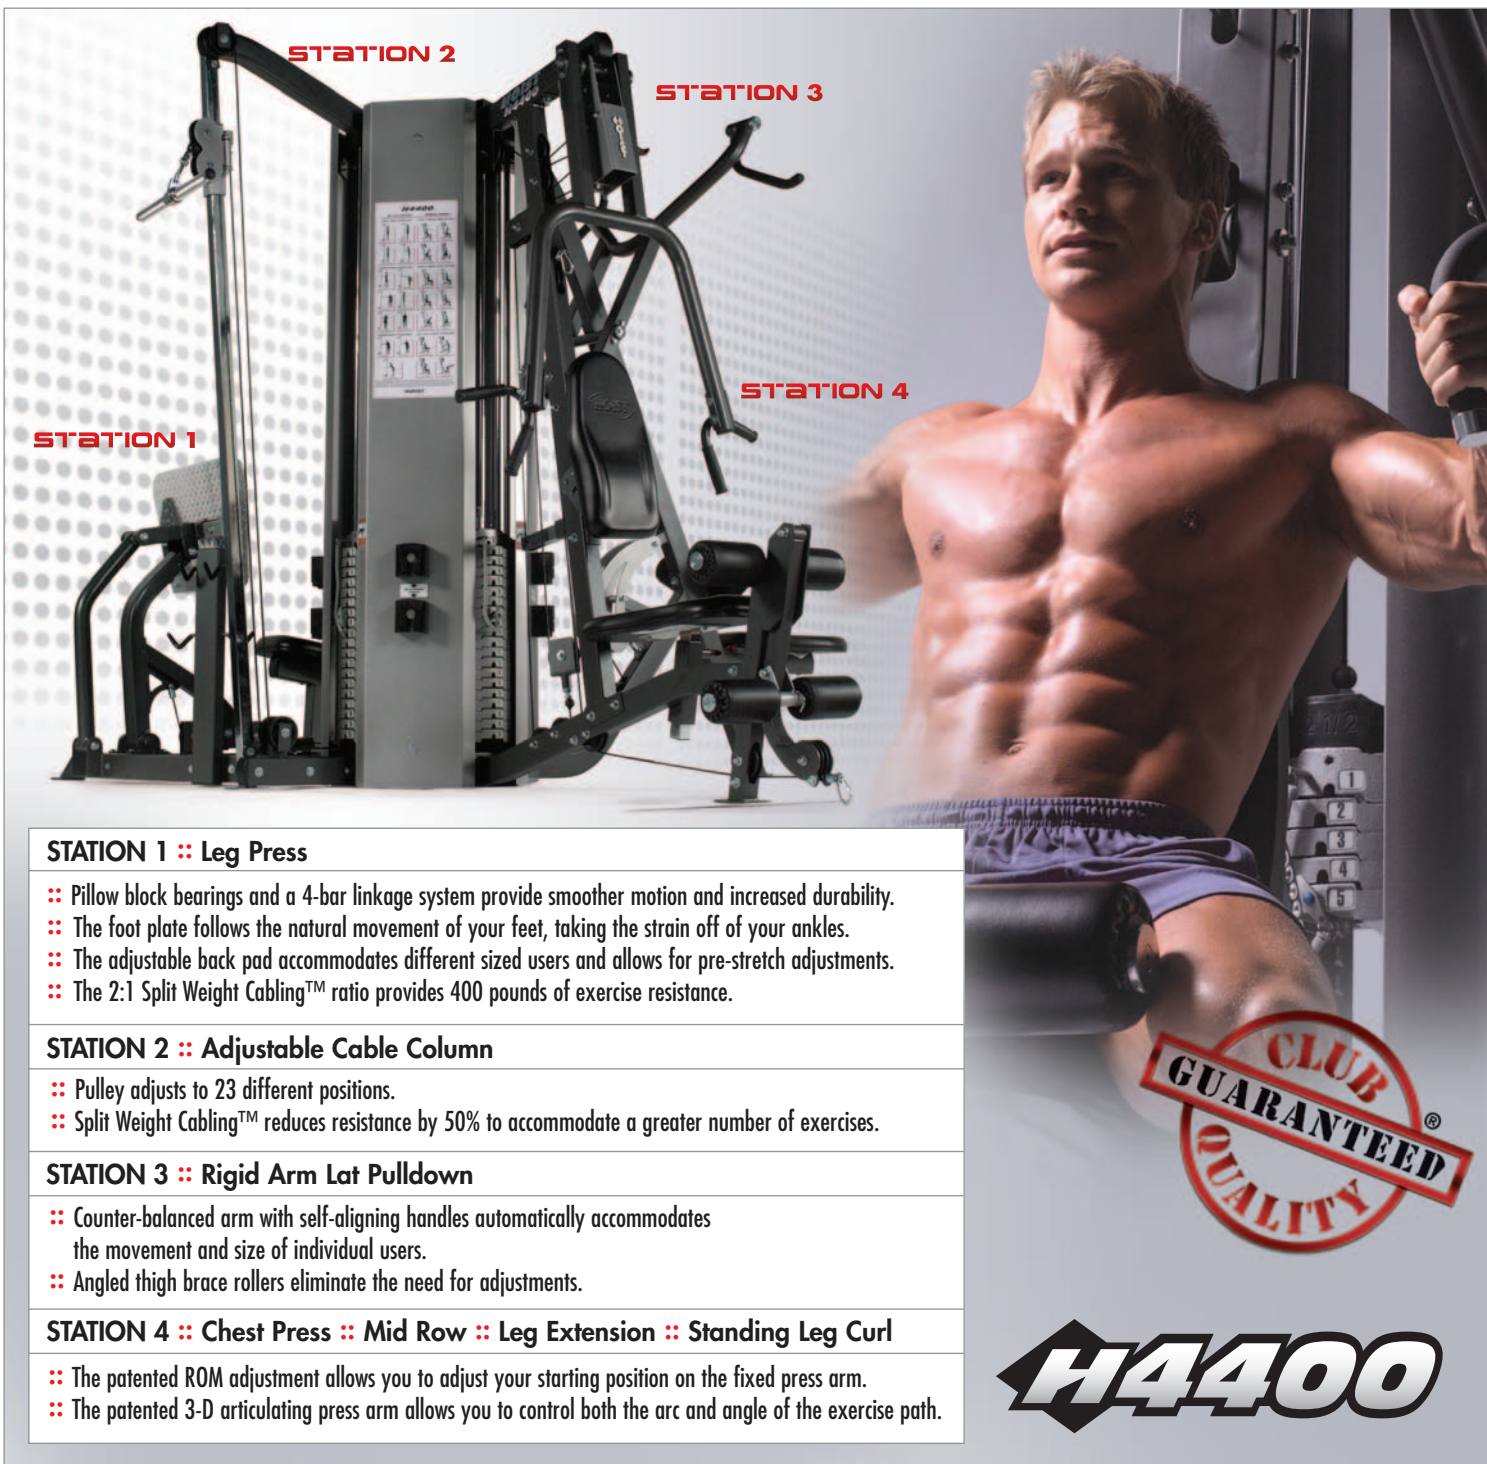 STATION 2
STATION 3
STATION 4
STATION 1
H4400
2 1/2
1
2
3
4
5
STATION 1 :: Leg Press
:: Pillow block bearings and a 4-bar linkage system provide smoother motion and increased durability.
:: The foot plate follows the natural movement of your feet, taking the strain off of your ankles.
:: The adjustable back pad accommodates different sized users and allows for pre-stretch adjustments.
:: The 2:1 Split Weight Cabling™ ratio provides 400 pounds of exercise resistance.
STATION 2 :: Adjustable Cable Column
:: Pulley adjusts to 23 different positions.
:: Split Weight Cabling™ reduces resistance by 50% to accommodate a greater number of exercises.
STATION 3 :: Rigid Arm Lat Pulldown
:: Counter-balanced arm with self-aligning handles automatically accommodates
the movement and size of individual users.
:: Angled thigh brace rollers eliminate the need for adjustments.
STATION 4 :: Chest Press :: Mid Row :: Leg Extension :: Standing Leg Curl
:: The patented ROM adjustment allows you to adjust your starting position on the fixed press arm.
:: The patented 3-D articulating press arm allows you to control both the arc and angle of the exercise path.
CLUB
GUARANTEED ®
QUALITY
H4400